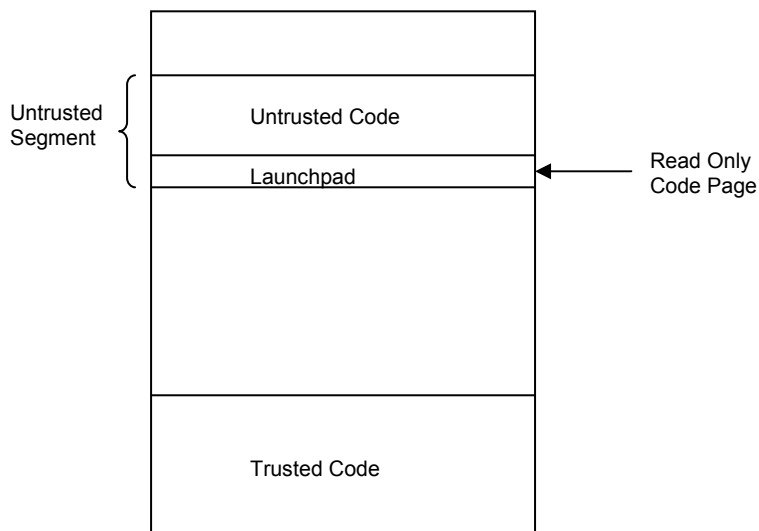 Untrusted
Segment
Untrusted Code
Launchpad
Read Only
Code Page
Trusted Code